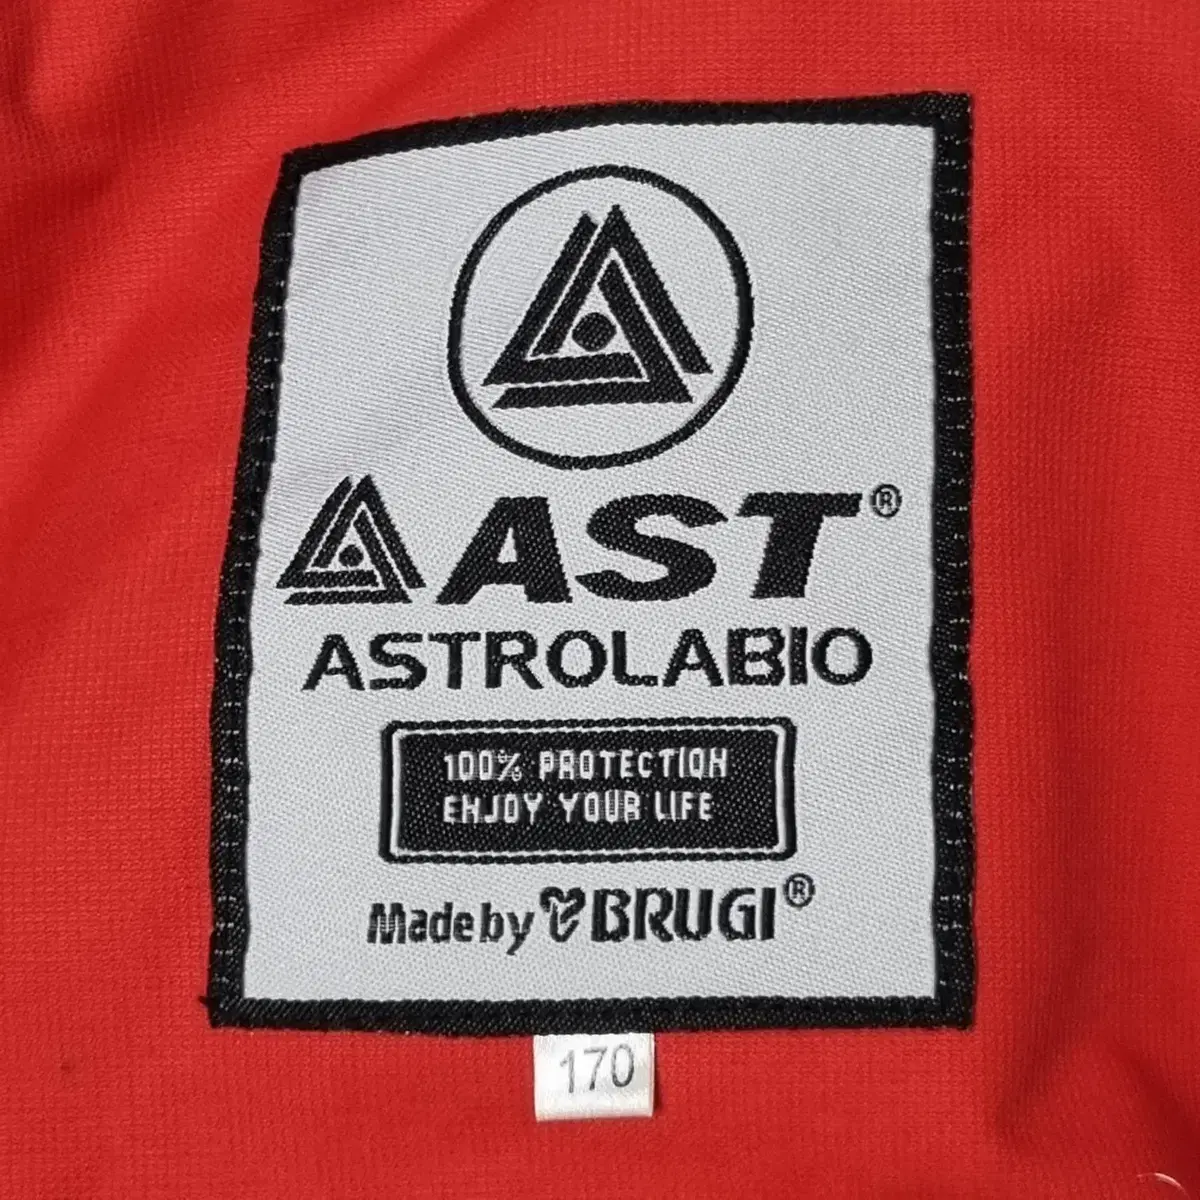 AST®
ASTROLABIO
100% PROTECTION
ENJOY YOUR LIFE
Made by BRUGI®
170